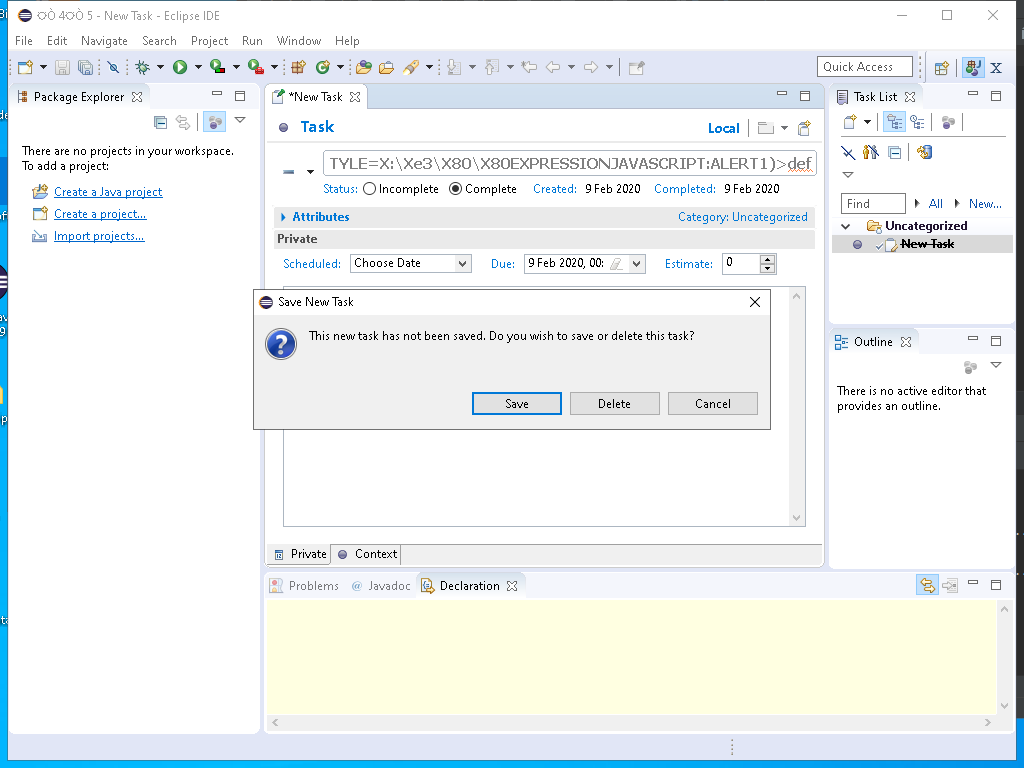 4 5 - New Task - Eclipse IDE
File Edit Navigate Search Project Run Window Help
Quick Access
Package Explorer
There are no projects in your workspace.
To add a project:
Create a Java project
Create a project...
Import projects...
*New Task
Task
Local
TYLE=X:\Xe3\X80\X80EXPRESSIONJAVASCRIPT:ALERT1)>def
Status: Incomplete Complete Created: 9 Feb 2020 Completed: 9 Feb 2020
Attributes Category: Uncategorized
Private
Scheduled: Choose Date Due: 9 Feb 2020, 00: Estimate: 0
Save New Task
This new task has not been saved. Do you wish to save or delete this task?
Save Delete Cancel
Private Context
Task List
Find All New...
Uncategorized
New Task
Outline
There is no active editor that
provides an outline.
Problems @ Javadoc Declaration